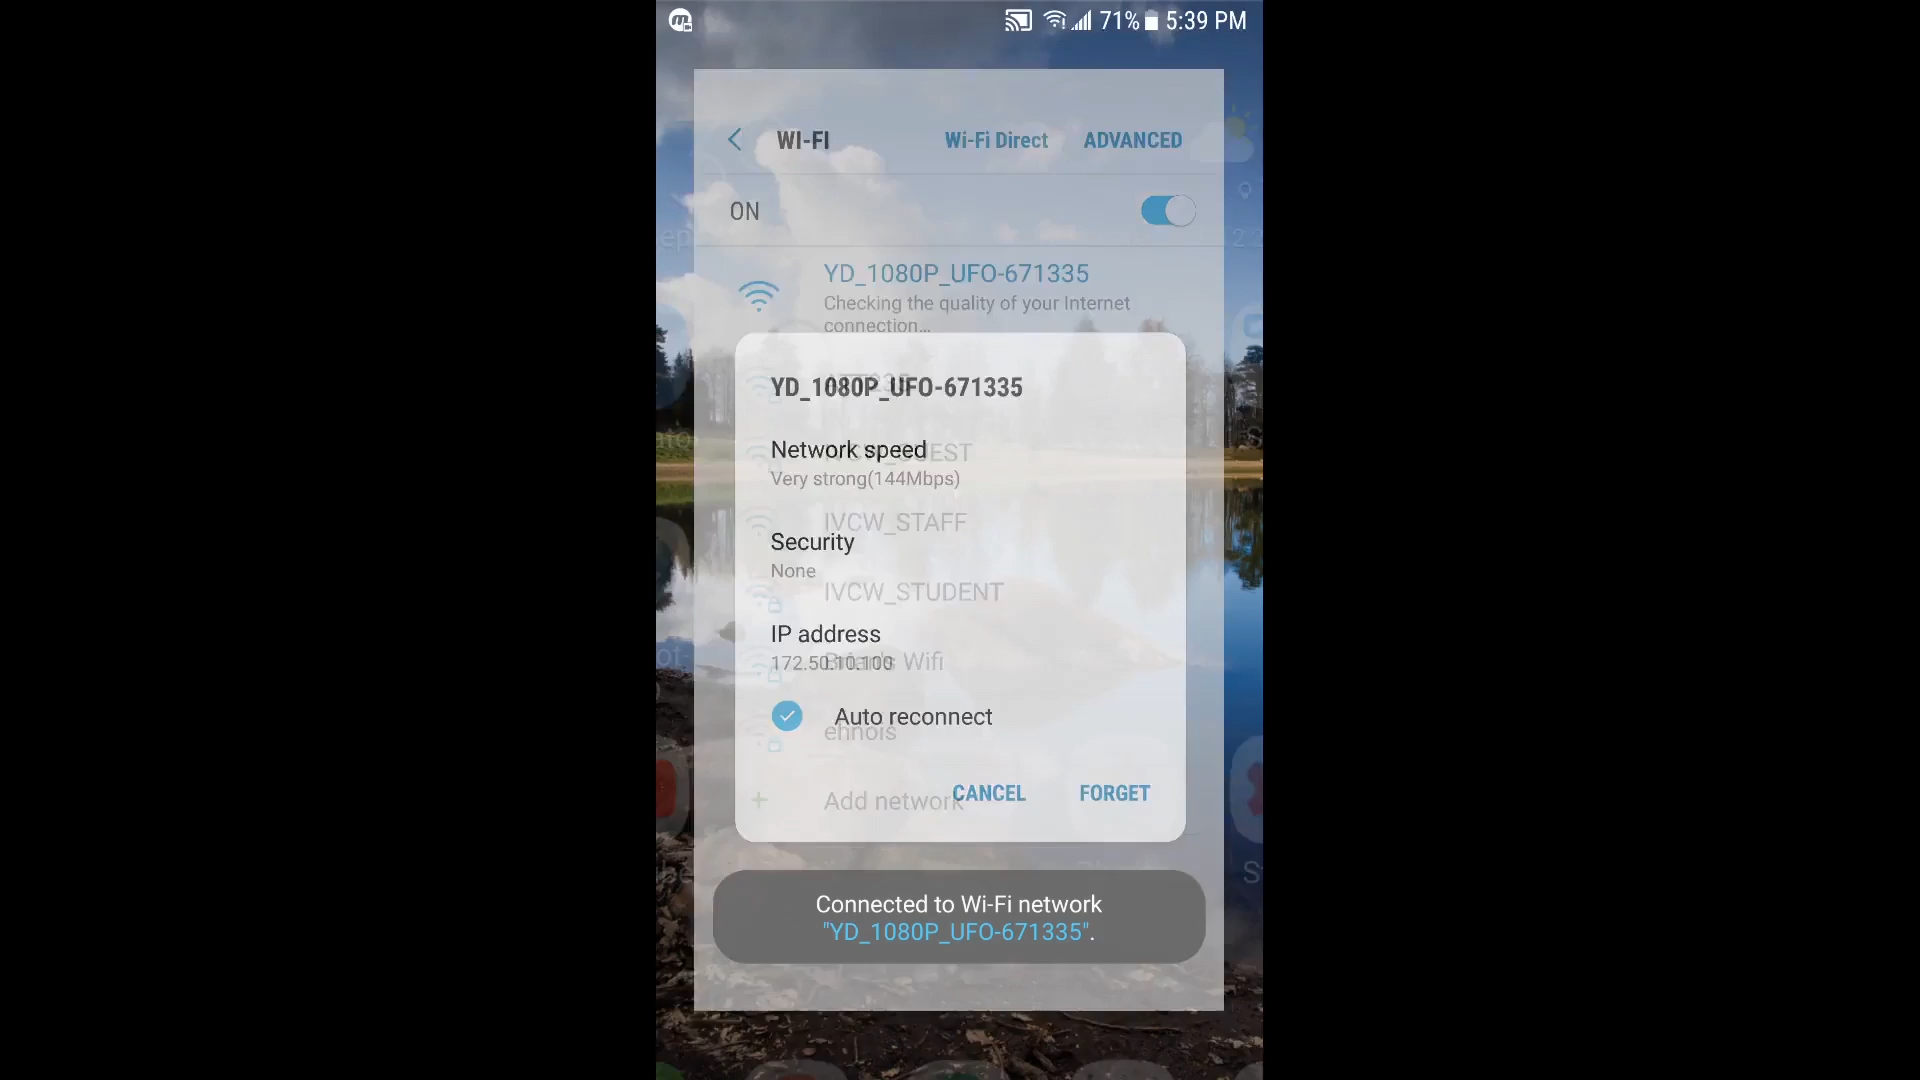 71% 5:39 PM
WI-FI Wi-Fi Direct ADVANCED
ON
YD_1080P_UFO-671335
Checking the quality of your Internet
connection...
YD_1080P_UFO-671335
Network speed
Very strong(144Mbps)
IVCW_STAFF
Security
None
IVCW_STUDENT
IP address
172.50.10.100
Wifi
Auto reconnect
ehnois
Add network
CANCEL FORGET
Connected to Wi-Fi network
"YD_1080P_UFO-671335".